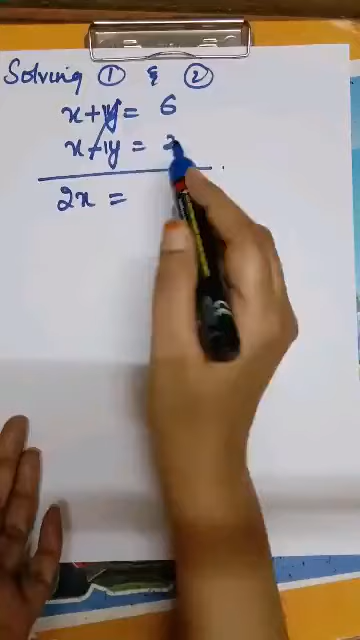 Solving ① & ②
x + y = 6
x - y = 2
2x =